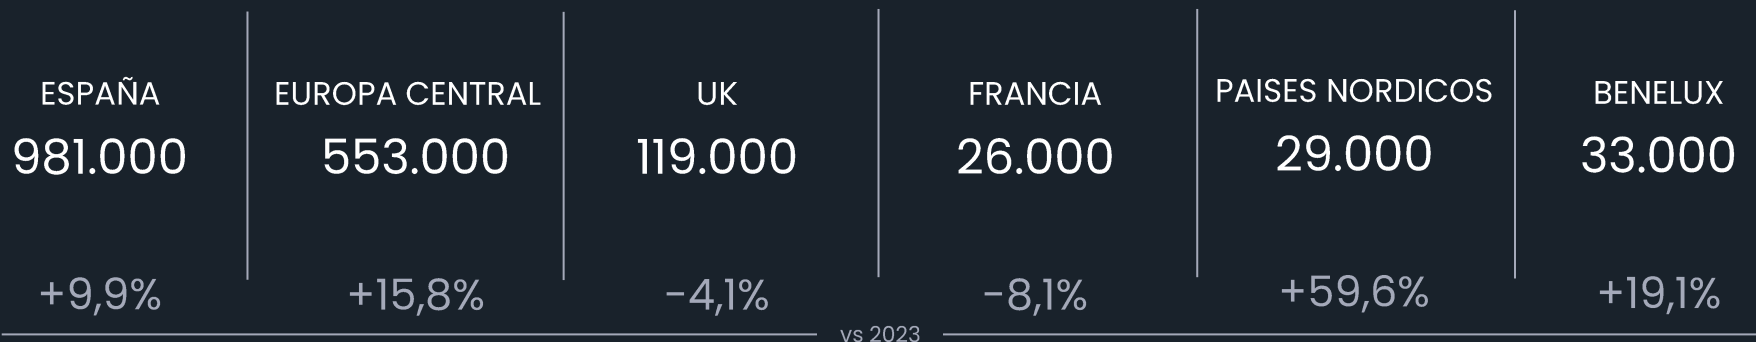 ESPAÑA
981.000
+9,9%
EUROPA CENTRAL
553.000
+15,8%
UK
119.000
-4,1%
FRANCIA
26.000
-8,1%
PAISES NORDICOS
29.000
+59,6%
BENELUX
33.000
+19,1%
vs 2023